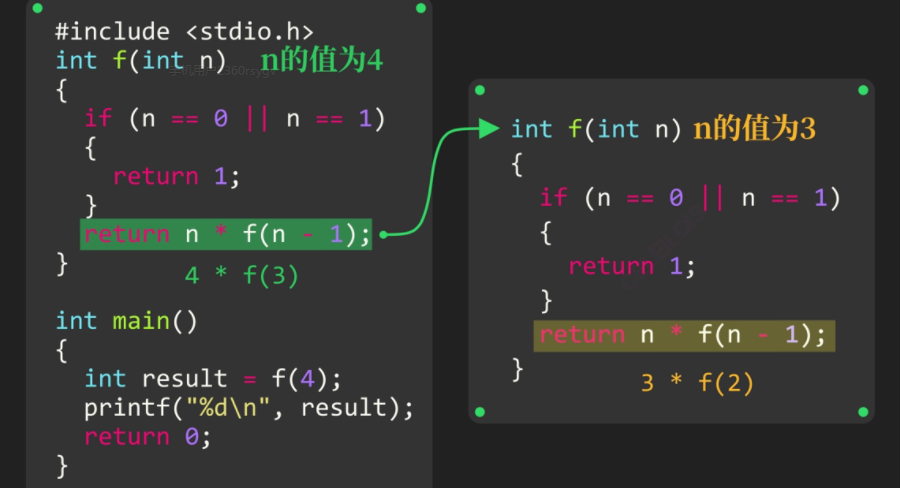 #include <stdio.h>
int f(int n) n的值为4
{
if (n == 0 || n == 1)
{
return 1;
}
return n * f(n - 1);
}
4 * f(3)
int main()
{
int result = f(4);
printf("%d\n", result);
return 0;
}
int f(int n) n的值为3
{
if (n == 0 || n == 1)
{
return 1;
}
return n * f(n - 1);
}
3 * f(2)